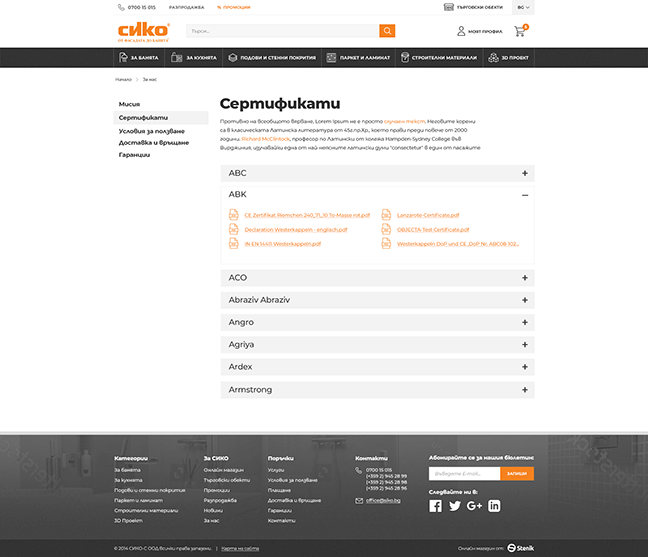 0700 15 015
РАЗПРОДАЖБА
% ПРОМОЦИИ
ТЪРГОВСКИ ОБЕКТИ
BG
СИКО
ОТ ФАСАДАТА ДО БАНЯТА
Търси...
МОЯТ ПРОФИЛ
0
ЗА БАНЯТА
ЗА КУХНЯТА
ПОДОВИ И СТЕННИ ПОКРИТИЯ
ПАРКЕТ И ЛАМИНАТ
СТРОИТЕЛНИ МАТЕРИАЛИ
3D ПРОЕКТ
Начало > За нас
Мисия
Сертификати
Условия за ползване
Доставка и връщане
Гаранции
Сертификати
Противно на всеобщото вярване, Lorem Ipsum не е просто случаен текст. Неговите корени
са в класическата Латинска литература от 45г.пр.Хр., което прави преди повече от 2000
години. Richard McClintock, професор по Латински от колежа Hampden-Sydney College във
Вирджиния, изучавайки една от най-неясните латински думи "consectetur" в един от пасажите
ABC +
ABK –
CE Zertifikat Riemchen 240_71_10 To Masse rot.pdf
Lanzarote-Certificate.pdf
Declaration Westerkappeln - englisch.pdf
OBJECTA-Test Certificate.pdf
IN EN 14411 Westerkappeln.pdf
Westerkappeln DoP und CE_DoP Nr. ABC08-102...
ACO +
Abraziv Abraziv +
Angro +
Agriya +
Ardex +
Armstrong +
Категории
За банята
За кухнята
Подови и стенни покрития
Паркет и ламинат
Строителни материали
3D Проект
За СИКО
Онлайн магазин
Търговски обекти
Промоции
Разпродажба
Новини
За нас
Поръчки
Услуги
Условия за ползване
Плащане
Доставка и връщане
Гаранции
Контакти
Контакти
0700 15 015
(+359 2) 945 28 99
(+359 2) 945 28 98
(+359 2) 945 28 96
office@siko.bg
Абонирайте се за нашия бюлетин:
Въведете E-mail...
ЗАПИШИ
Следвайте ни в:
© 2014 СИКО-С ООД Всички права запазени. | Карта на сайта
Онлайн магазин от: Stenik